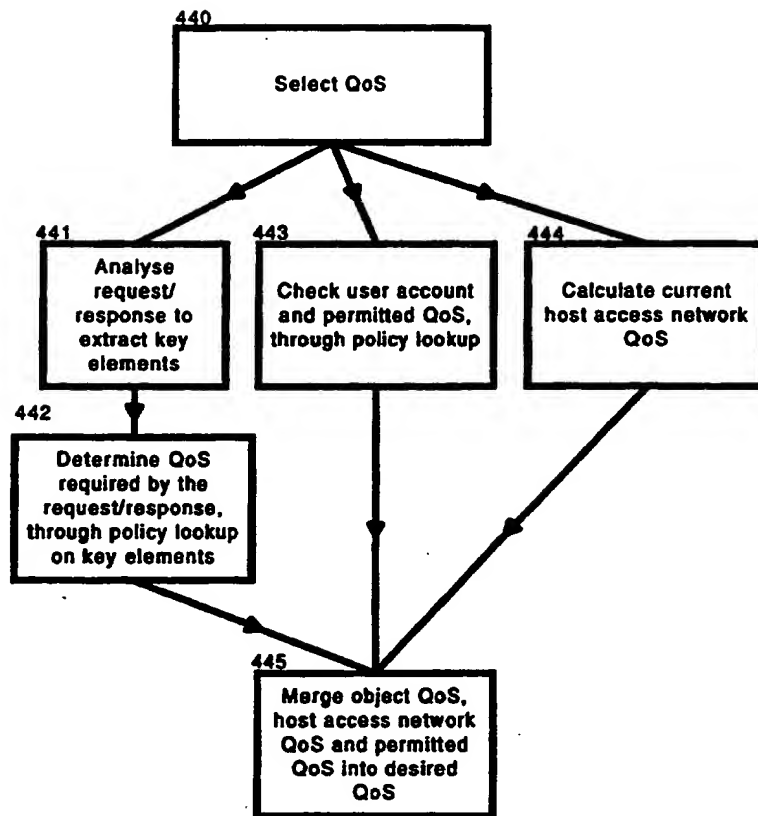 440
Select QoS
441
Analyse
request/
response to
extract key
elements
443
Check user account
and permitted QoS,
through policy lookup
444
Calculate current
host access network
QoS
442
Determine QoS
required by the
request/response,
through policy lookup
on key elements
445
Merge object QoS,
host access network
QoS and permitted
QoS into desired
QoS